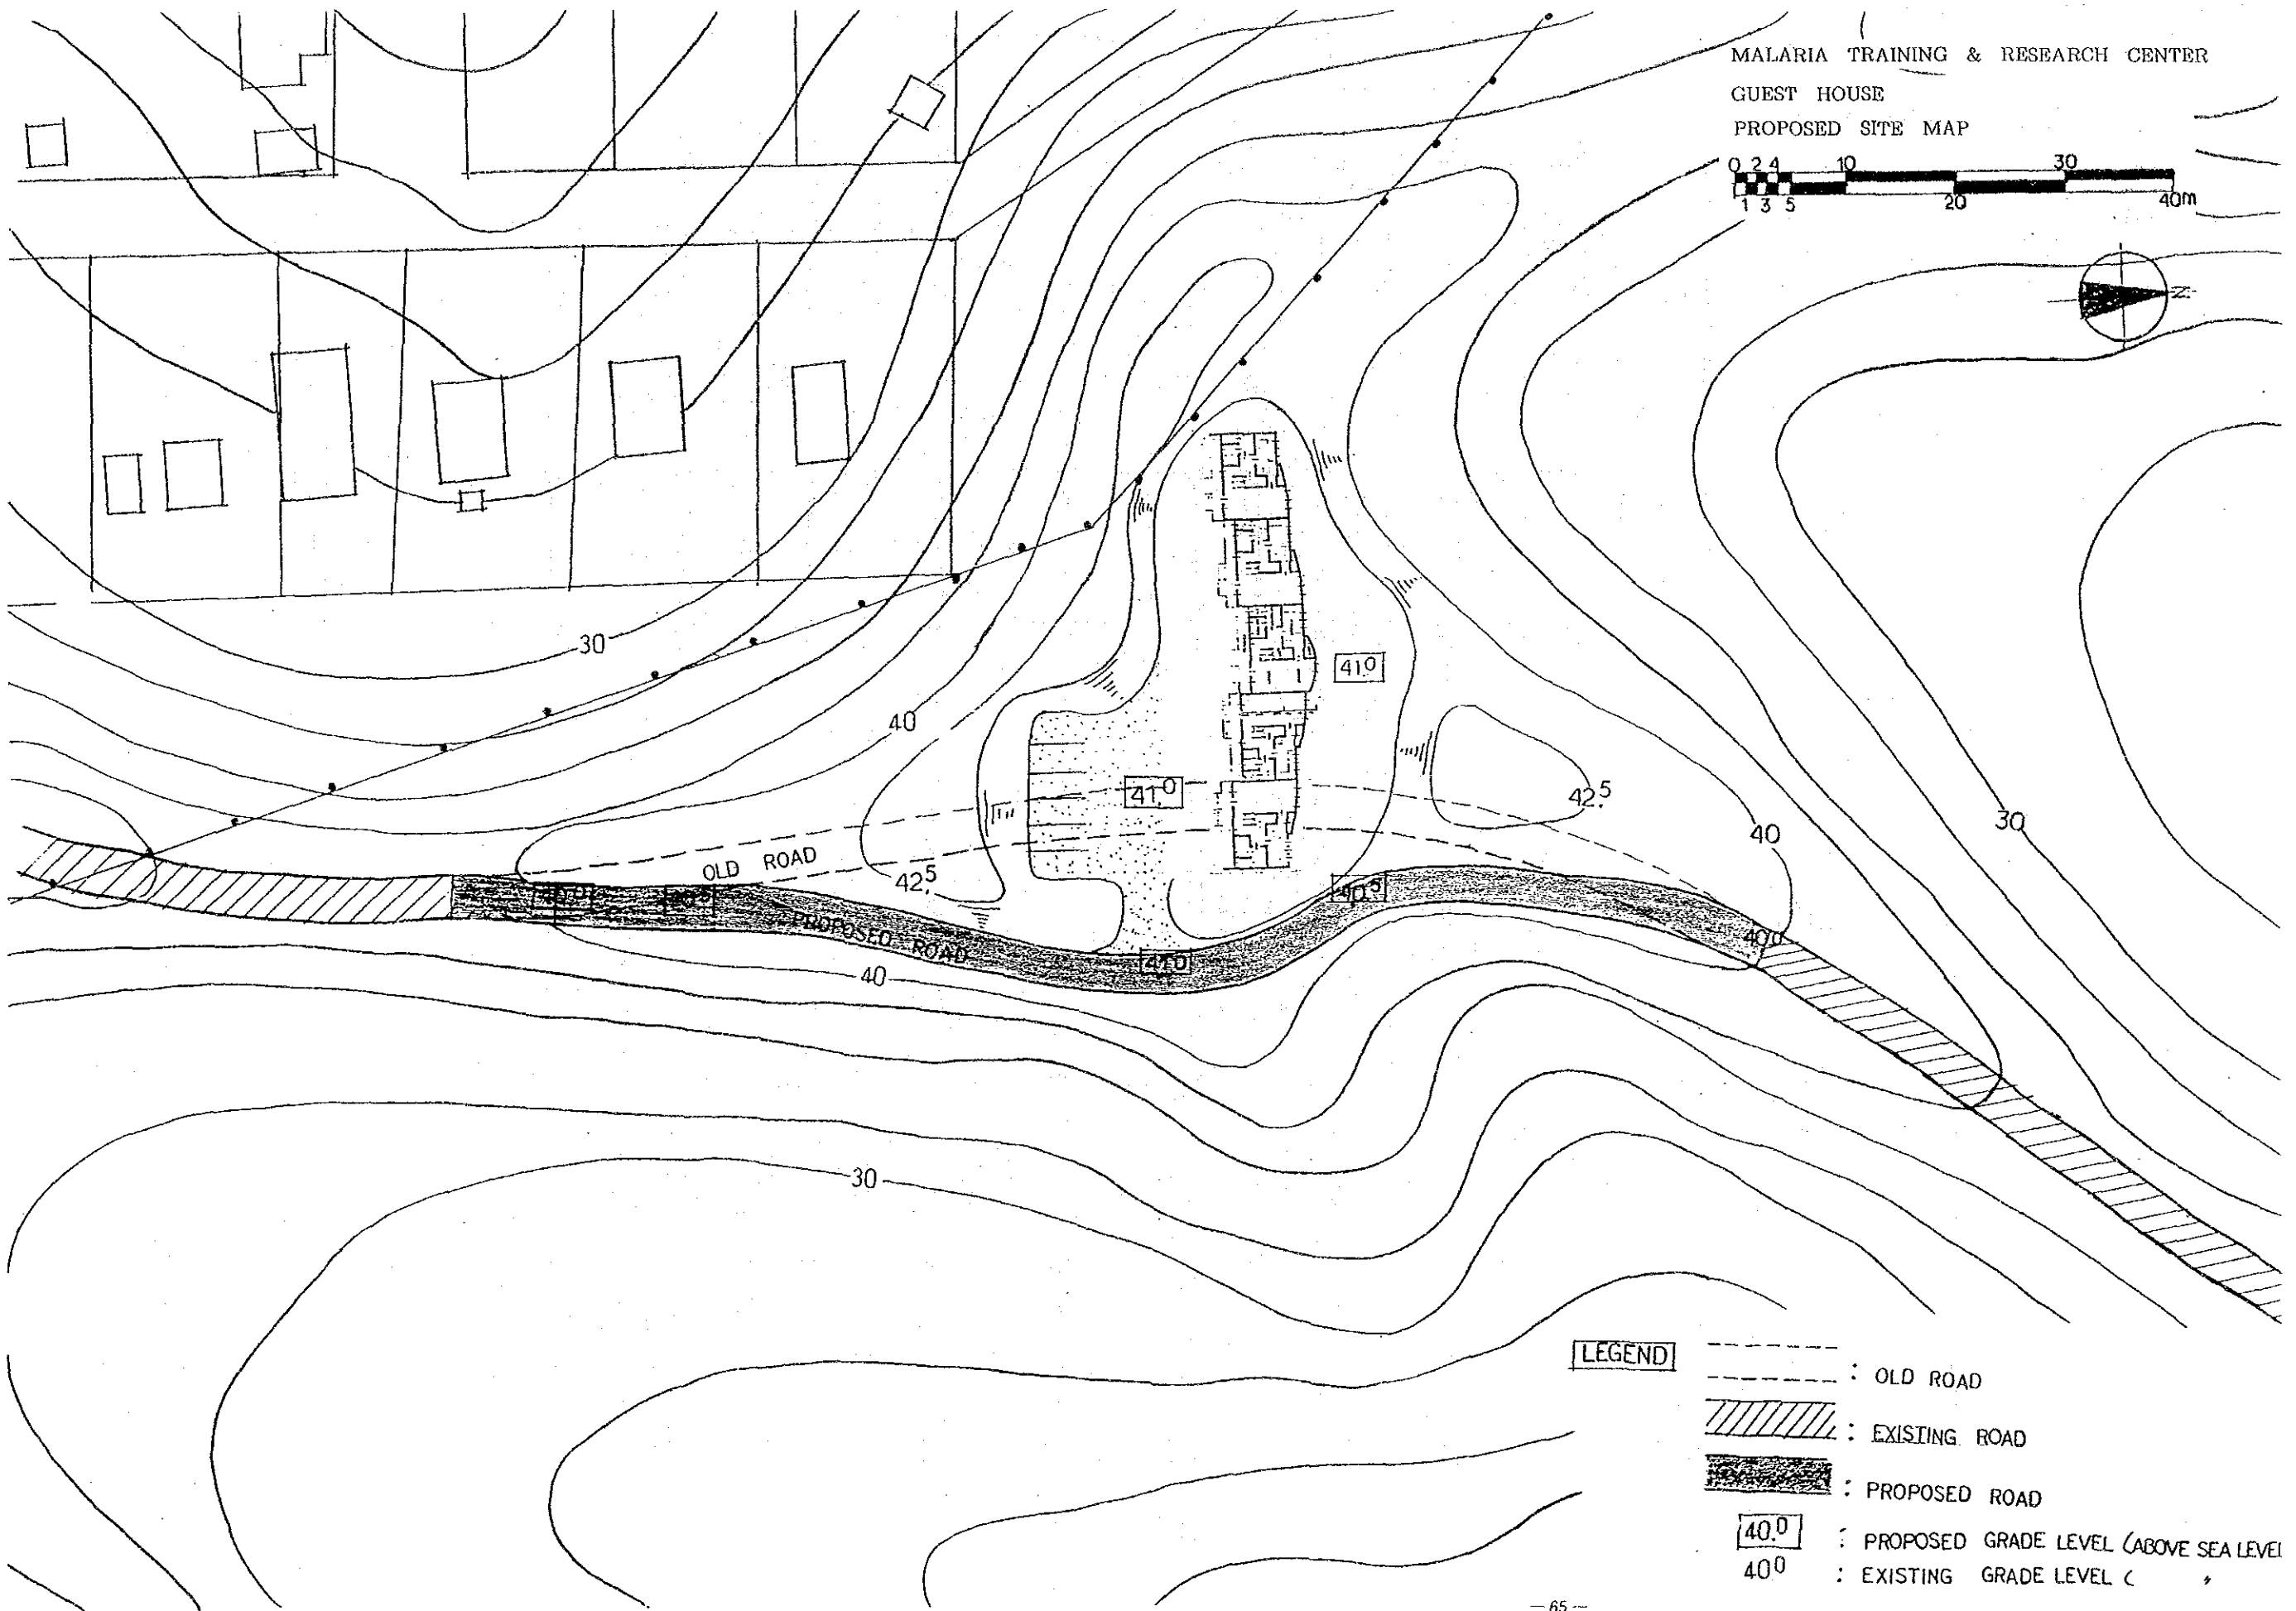 MALARIA TRAINING & RESEARCH CENTER
GUEST HOUSE
PROPOSED SITE MAP
0 2 4 10 30
1 3 5 20 40m
N
30
40
41.0
41.0
42.5
42.5
40
30
OLD ROAD
40.0
40.5
PROPOSED ROAD
41.0
40.5
40.0
40
30
LEGEND
: OLD ROAD
: EXISTING ROAD
: PROPOSED ROAD
40.0 : PROPOSED GRADE LEVEL (ABOVE SEA LEVEL
40.0 : EXISTING GRADE LEVEL ( 〃
— 65 —